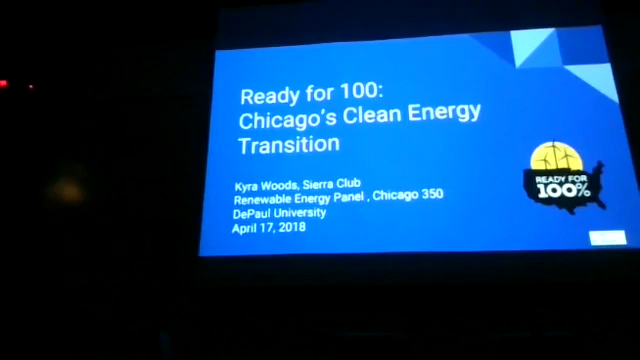 Ready for 100:
Chicago's Clean Energy
Transition
Kyra Woods, Sierra Club
Renewable Energy Panel , Chicago 350
DePaul University
April 17, 2018
READY FOR
100%